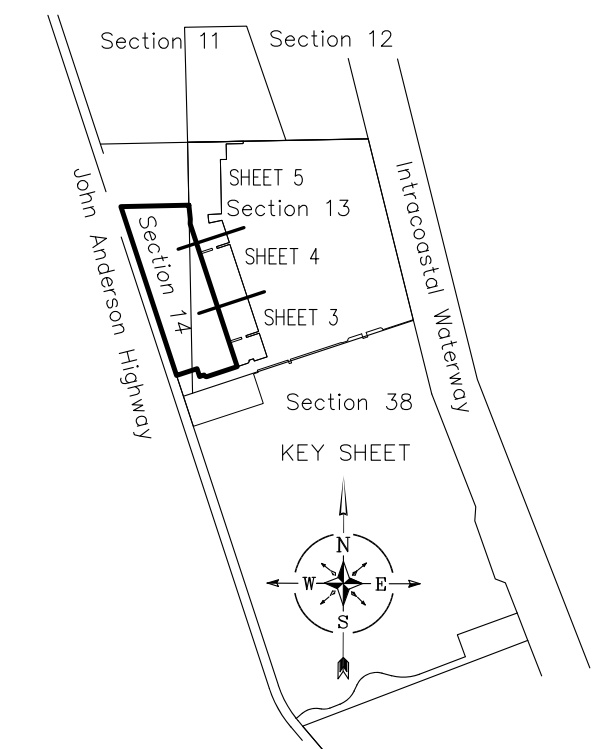 Section 11
Section 12
SHEET 5
Section 13
SHEET 4
SHEET 3
Section 14
John Anderson Highway
Intracoastal Waterway
Section 38
KEY SHEET
N
W
E
S